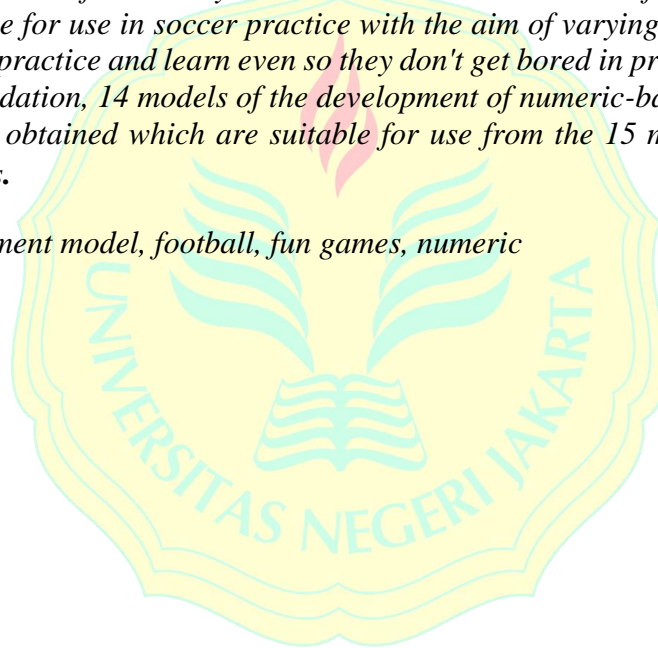 e for use in soccer practice with the aim of varying
practice and learn even so they don't get bored in pr
dation, 14 models of the development of numeric-ba
obtained which are suitable for use from the 15 m
s.
ment model, football, fun games, numeric
UNIVERSITAS NEGERI JAKARTA